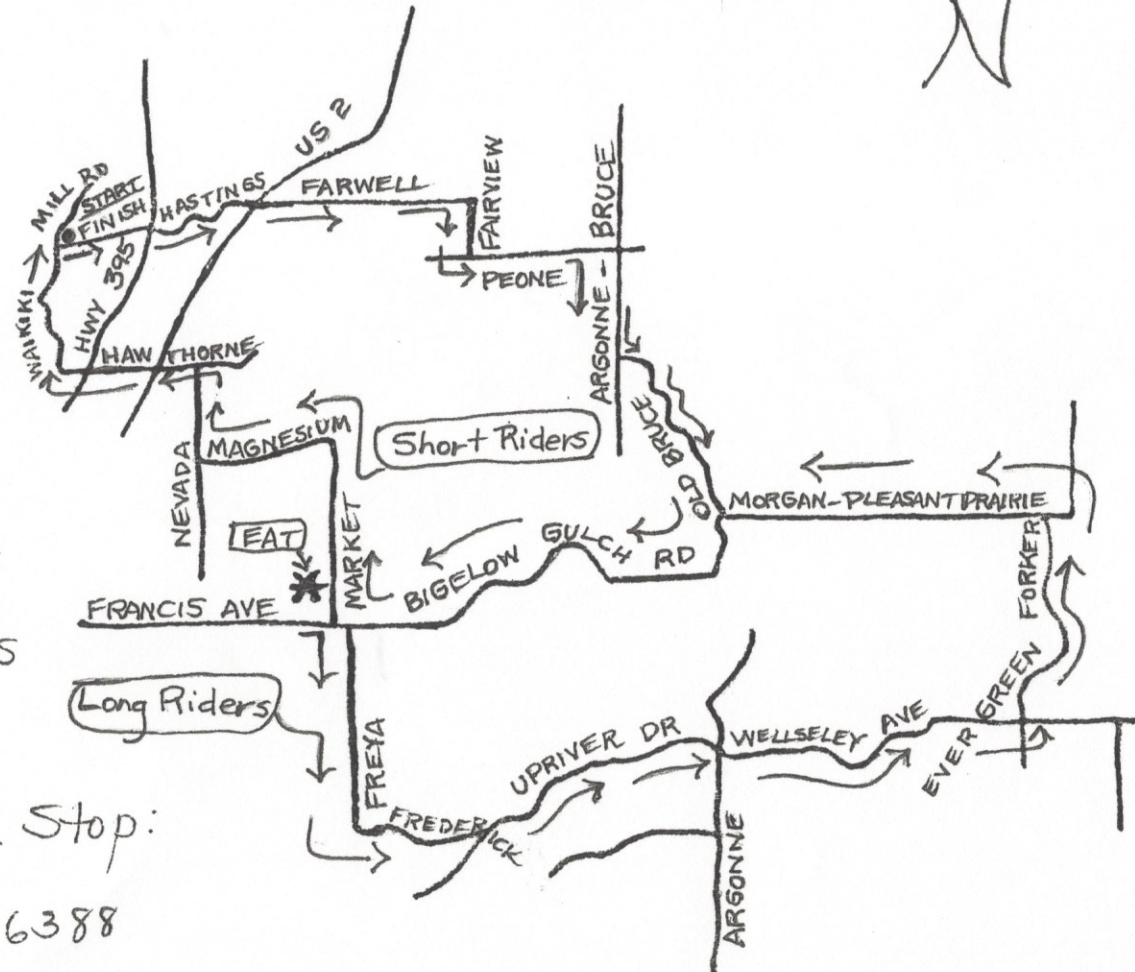 N
US 2
MILL RD
START
FINISH
HASTINGS
FARWELL
FAIRVIEW
ARGONNE - BRUCE
PEONE
HWY 395
WAIKIKI
HAWTHORNE
OLD BRUCE
MAGNESIUM
Short Riders
NEVADA
MORGAN-PLEASANT PRAIRIE
EAT
MARKET
BIGELOW GULCH RD
FORKER
FRANCIS AVE
S
Long Riders
EVERGREEN
FREYA
UPRIVER DR
WELLSELEY AVE
Stop:
FREDERICK
ARGONNE
6388